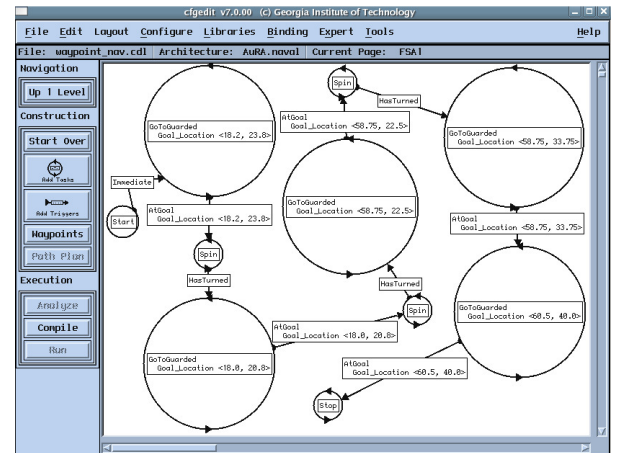 cfgedit v7.0.00 (c) Georgia Institute of Technology
File Edit Layout Configure Libraries Binding Expert Tools Help
File: waypoint_nav.cdl Architecture: AuRA.naval Current Page: FSA1
Navigation
Up 1 Level
Construction
Start Over
Add Tasks
Add Triggers
Waypoints
Path Plan
Execution
Analyze
Compile
Run
Immediate
Start
GoToGuarded
Goal_Location <18.2, 23.8>
AtGoal
Goal_Location <18.2, 23.8>
Spin
HasTurned
GoToGuarded
Goal_Location <18.0, 20.8>
AtGoal
Goal_Location <18.0, 20.8>
Spin
HasTurned
GoToGuarded
Goal_Location <58.75, 22.5>
AtGoal
Goal_Location <58.75, 22.5>
Spin
HasTurned
GoToGuarded
Goal_Location <58.75, 33.75>
AtGoal
Goal_Location <58.75, 33.75>
GoToGuarded
Goal_Location <60.5, 40.0>
AtGoal
Goal_Location <60.5, 40.0>
Stop